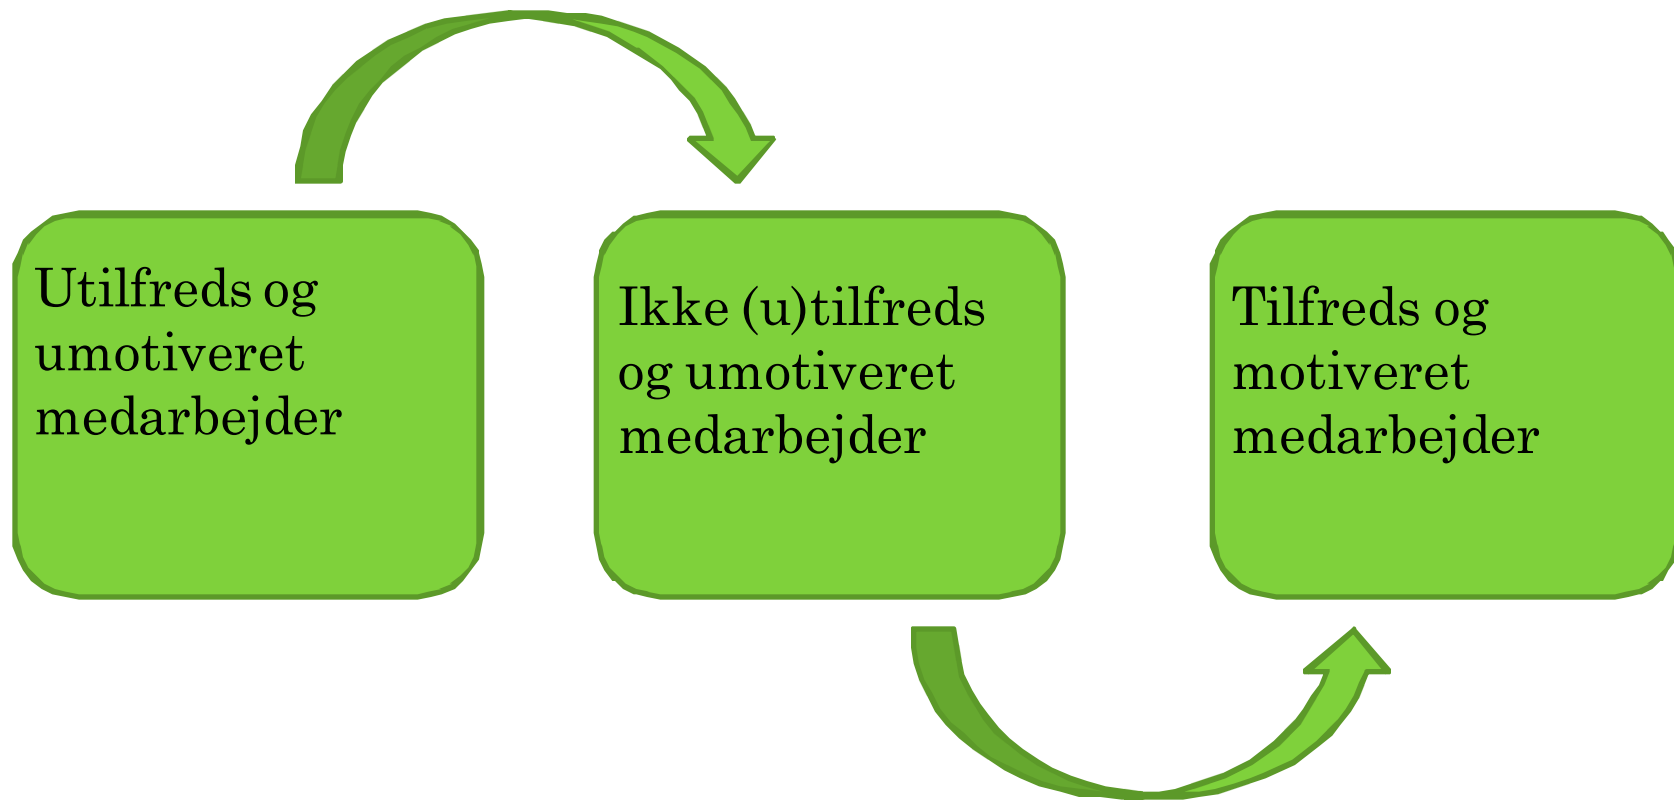 Utilfreds og
umotiveret
medarbejder
Ikke (u)tilfreds
og umotiveret
medarbejder
Tilfreds og
motiveret
medarbejder